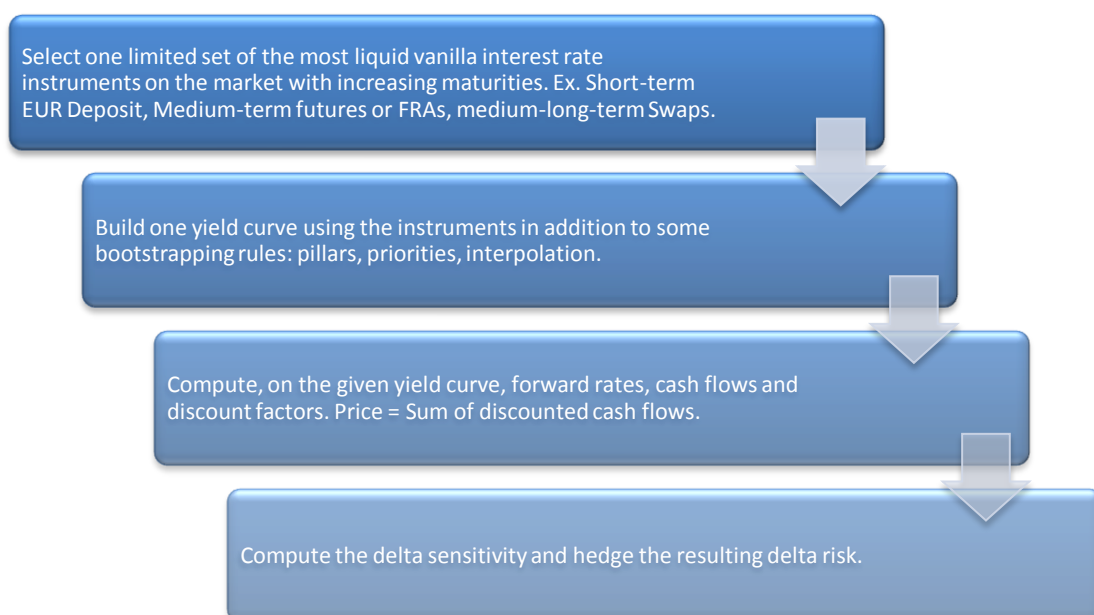 Select one limited set of the most liquid vanilla interest rate
instruments on the market with increasing maturities. Ex. Short-term
EUR Deposit, Medium-term futures or FRAs, medium-long-term Swaps.
Build one yield curve using the instruments in addition to some
bootstrapping rules: pillars, priorities, interpolation.
Compute, on the given yield curve, forward rates, cash flows and
discount factors. Price = Sum of discounted cash flows.
Compute the delta sensitivity and hedge the resulting delta risk.